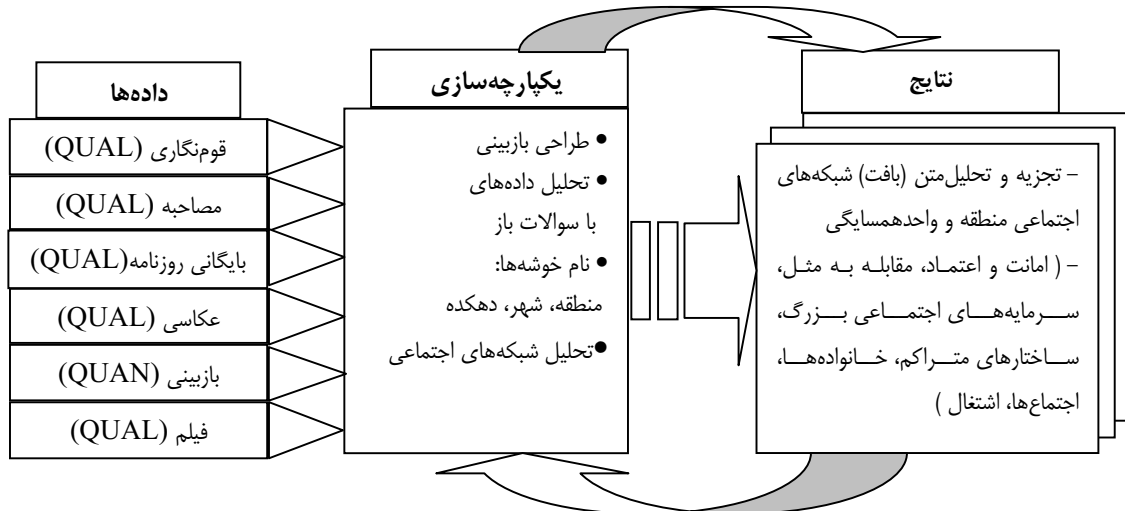 داده‌ها
قوم‌نگاری (QUAL)
مصاحبه (QUAL)
بایگانی روزنامه(QUAL)
عکاسی (QUAL)
بازبینی (QUAN)
فیلم (QUAL)
یکپارچه‌سازی
• طراحی بازبینی
• تحلیل داده‌های
با سوالات باز
• نام خوشه‌ها:
منطقه، شهر، دهکده
•تحلیل شبکه‌های اجتماعی
نتایج
– تجزیه و تحلیل‌متن (بافت) شبکه‌های
اجتماعی منطقه و واحدهمسایگی
– ( امانت و اعتماد، مقابله به مثل،
سرمایه‌های اجتماعی بزرگ،
ساختارهای متراکم، خانواده‌ها،
اجتماع‌ها، اشتغال )